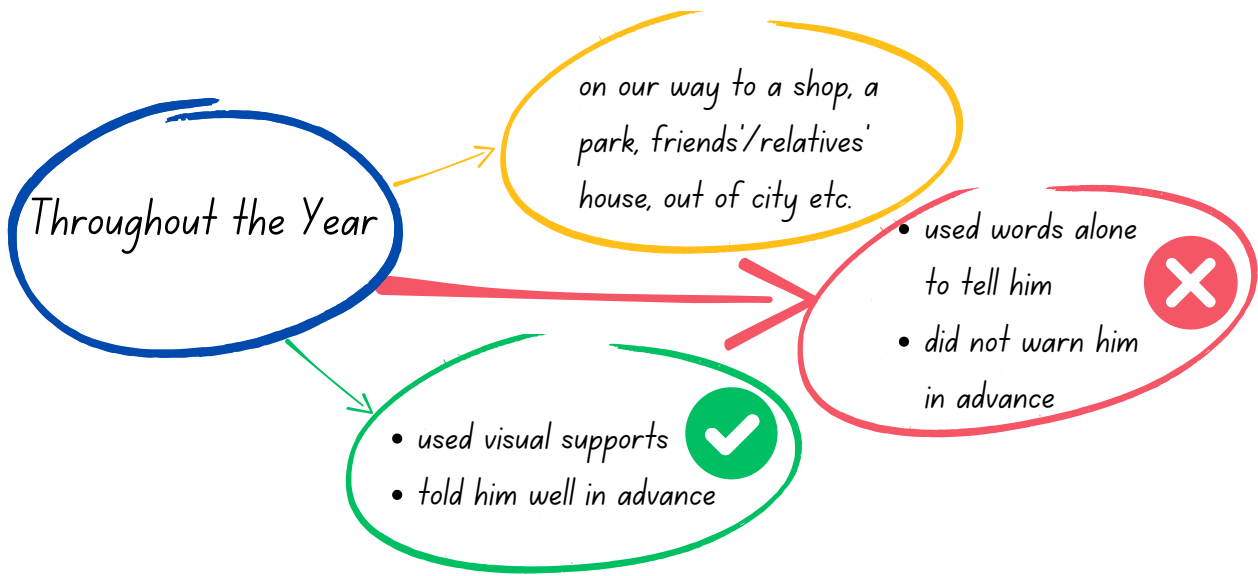 Throughout the Year
on our way to a shop, a
park, friends'/relatives'
house, out of city etc.
• used words alone
to tell him
• did not warn him
in advance
• used visual supports
• told him well in advance